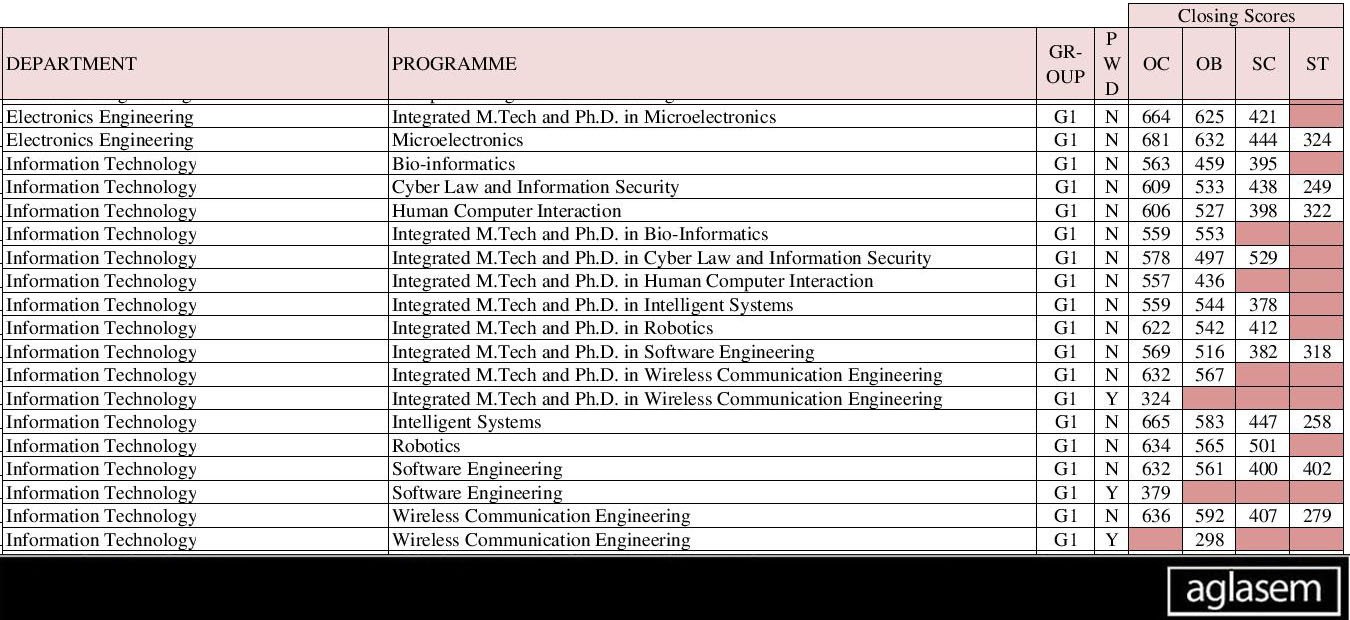 Closing Scores
DEPARTMENT PROGRAMME GR-OUP PWD OC OB SC ST
Electronics Engineering Integrated M.Tech and Ph.D. in Microelectronics G1 N 664 625 421
Electronics Engineering Microelectronics G1 N 681 632 444 324
Information Technology Bio-informatics G1 N 563 459 395
Information Technology Cyber Law and Information Security G1 N 609 533 438 249
Information Technology Human Computer Interaction G1 N 606 527 398 322
Information Technology Integrated M.Tech and Ph.D. in Bio-Informatics G1 N 559 553
Information Technology Integrated M.Tech and Ph.D. in Cyber Law and Information Security G1 N 578 497 529
Information Technology Integrated M.Tech and Ph.D. in Human Computer Interaction G1 N 557 436
Information Technology Integrated M.Tech and Ph.D. in Intelligent Systems G1 N 559 544 378
Information Technology Integrated M.Tech and Ph.D. in Robotics G1 N 622 542 412
Information Technology Integrated M.Tech and Ph.D. in Software Engineering G1 N 569 516 382 318
Information Technology Integrated M.Tech and Ph.D. in Wireless Communication Engineering G1 N 632 567
Information Technology Integrated M.Tech and Ph.D. in Wireless Communication Engineering G1 Y 324
Information Technology Intelligent Systems G1 N 665 583 447 258
Information Technology Robotics G1 N 634 565 501
Information Technology Software Engineering G1 N 632 561 400 402
Information Technology Software Engineering G1 Y 379
Information Technology Wireless Communication Engineering G1 N 636 592 407 279
Information Technology Wireless Communication Engineering G1 Y 298
aglasem